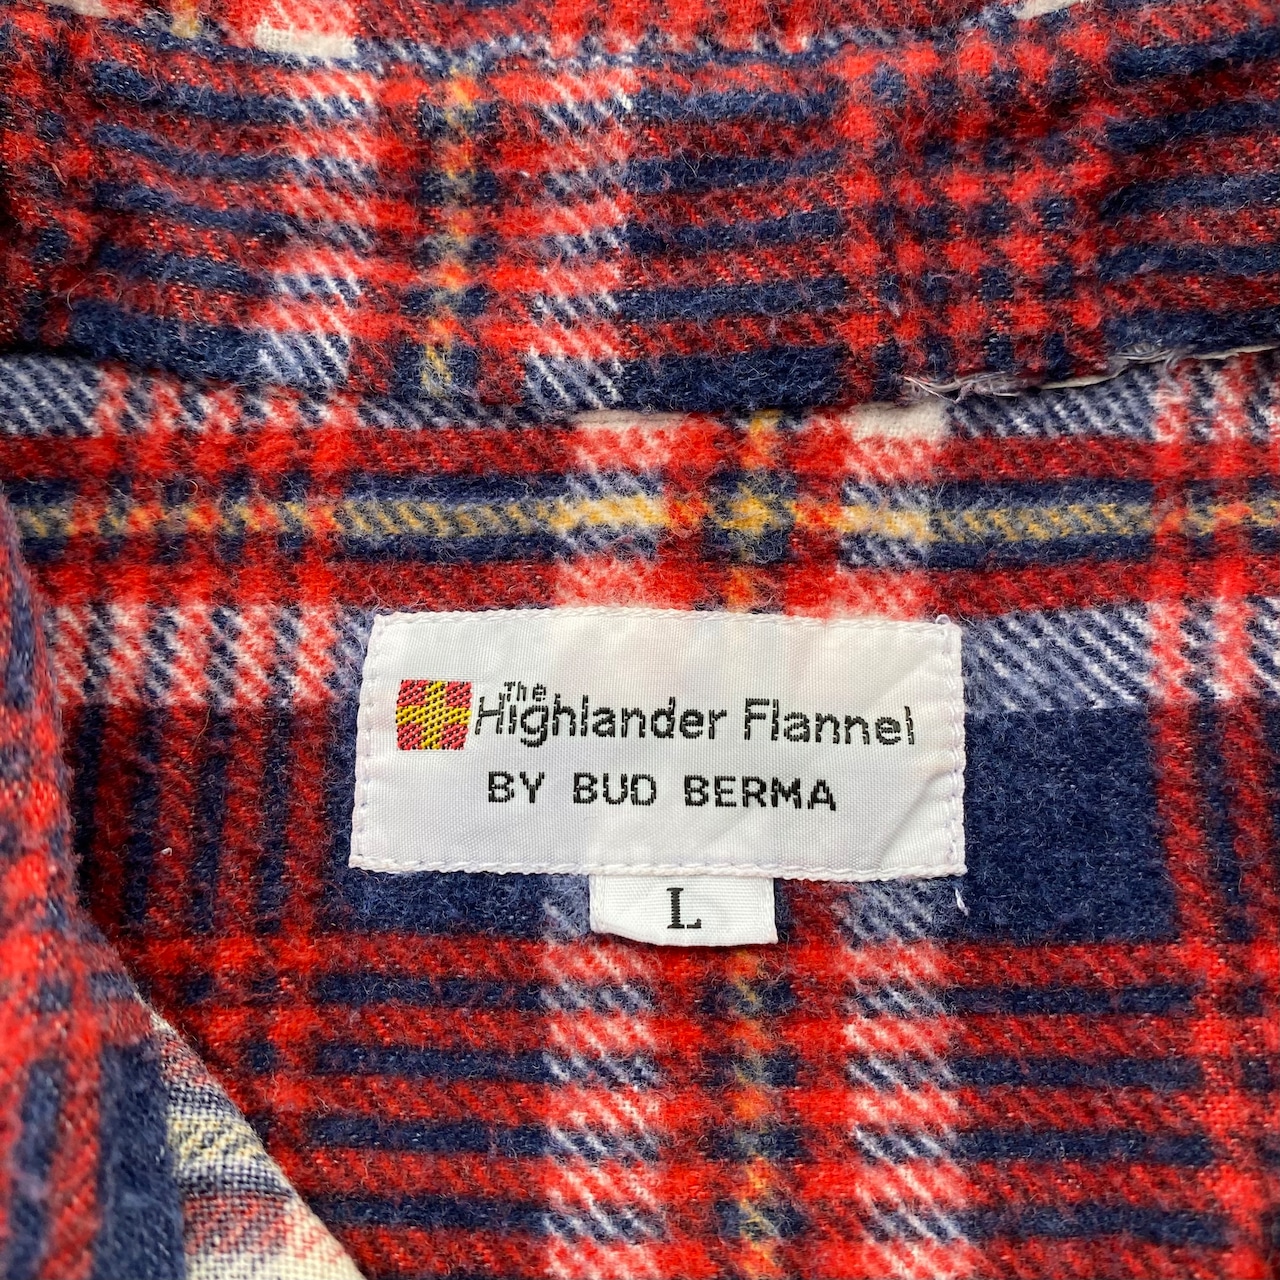 The
Highlander Flannel
BY BUD BERMA
L